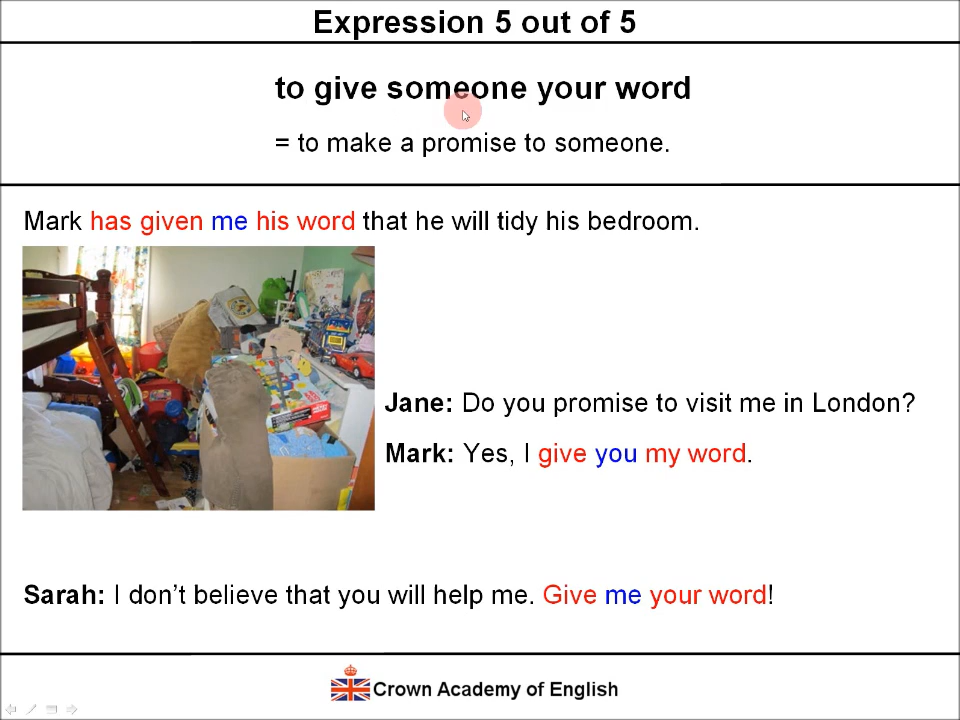 Expression 5 out of 5
to give someone your word
= to make a promise to someone.
Mark has given me his word that he will tidy his bedroom.
Jane: Do you promise to visit me in London?
Mark: Yes, I give you my word.
Sarah: I don’t believe that you will help me. Give me your word!
Crown Academy of English